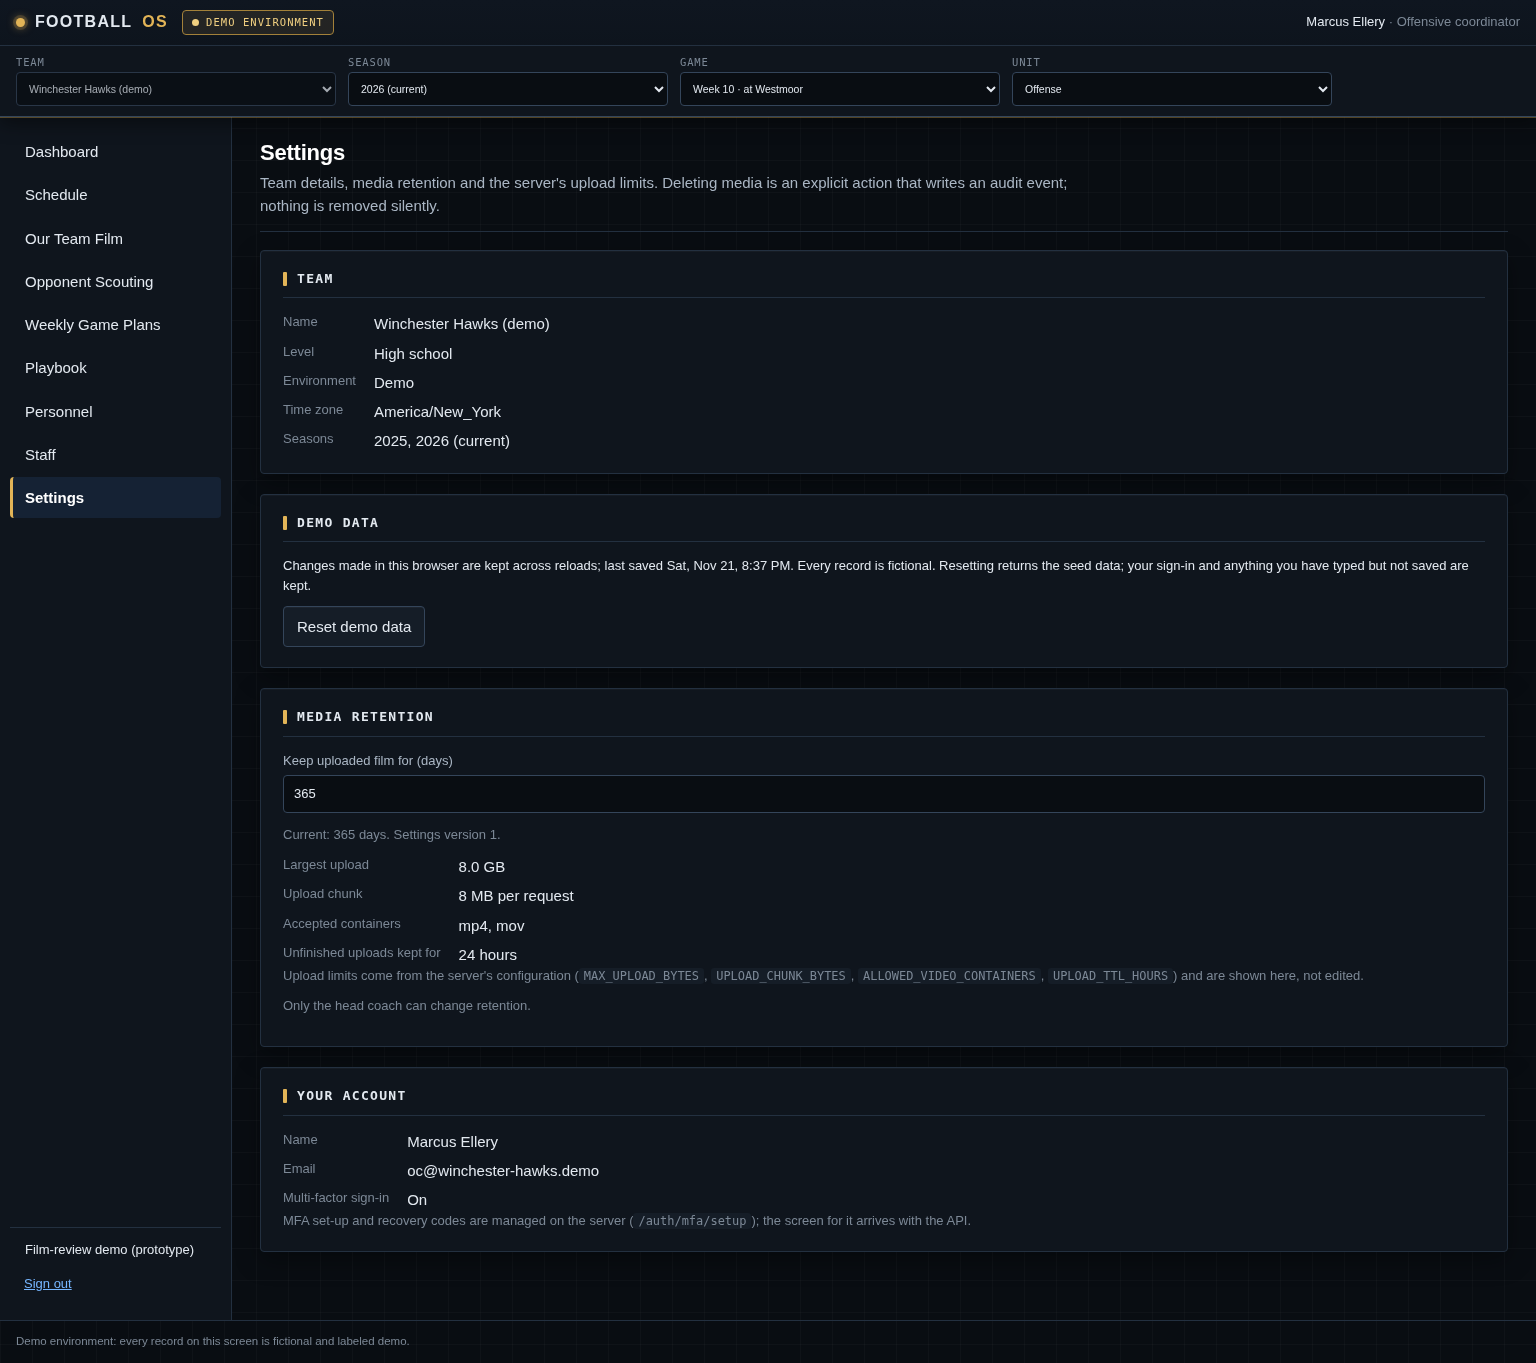 FOOTBALL OS
DEMO ENVIRONMENT
Marcus Ellery · Offensive coordinator
TEAM
Winchester Hawks (demo)
SEASON
2026 (current)
GAME
Week 10 · at Westmoor
UNIT
Offense
Dashboard
Schedule
Our Team Film
Opponent Scouting
Weekly Game Plans
Playbook
Personnel
Staff
Settings
Film-review demo (prototype)
Sign out
Settings
Team details, media retention and the server's upload limits. Deleting media is an explicit action that writes an audit event;
nothing is removed silently.
TEAM
Name Winchester Hawks (demo)
Level High school
Environment Demo
Time zone America/New_York
Seasons 2025, 2026 (current)
DEMO DATA
Changes made in this browser are kept across reloads; last saved Sat, Nov 21, 8:37 PM. Every record is fictional. Resetting returns the seed data; your sign-in and anything you have typed but not saved are
kept.
Reset demo data
MEDIA RETENTION
Keep uploaded film for (days)
365
Current: 365 days. Settings version 1.
Largest upload 8.0 GB
Upload chunk 8 MB per request
Accepted containers mp4, mov
Unfinished uploads kept for 24 hours
Upload limits come from the server's configuration ( MAX_UPLOAD_BYTES , UPLOAD_CHUNK_BYTES , ALLOWED_VIDEO_CONTAINERS , UPLOAD_TTL_HOURS ) and are shown here, not edited.
Only the head coach can change retention.
YOUR ACCOUNT
Name Marcus Ellery
Email oc@winchester-hawks.demo
Multi-factor sign-in On
MFA set-up and recovery codes are managed on the server ( /auth/mfa/setup ); the screen for it arrives with the API.
Demo environment: every record on this screen is fictional and labeled demo.